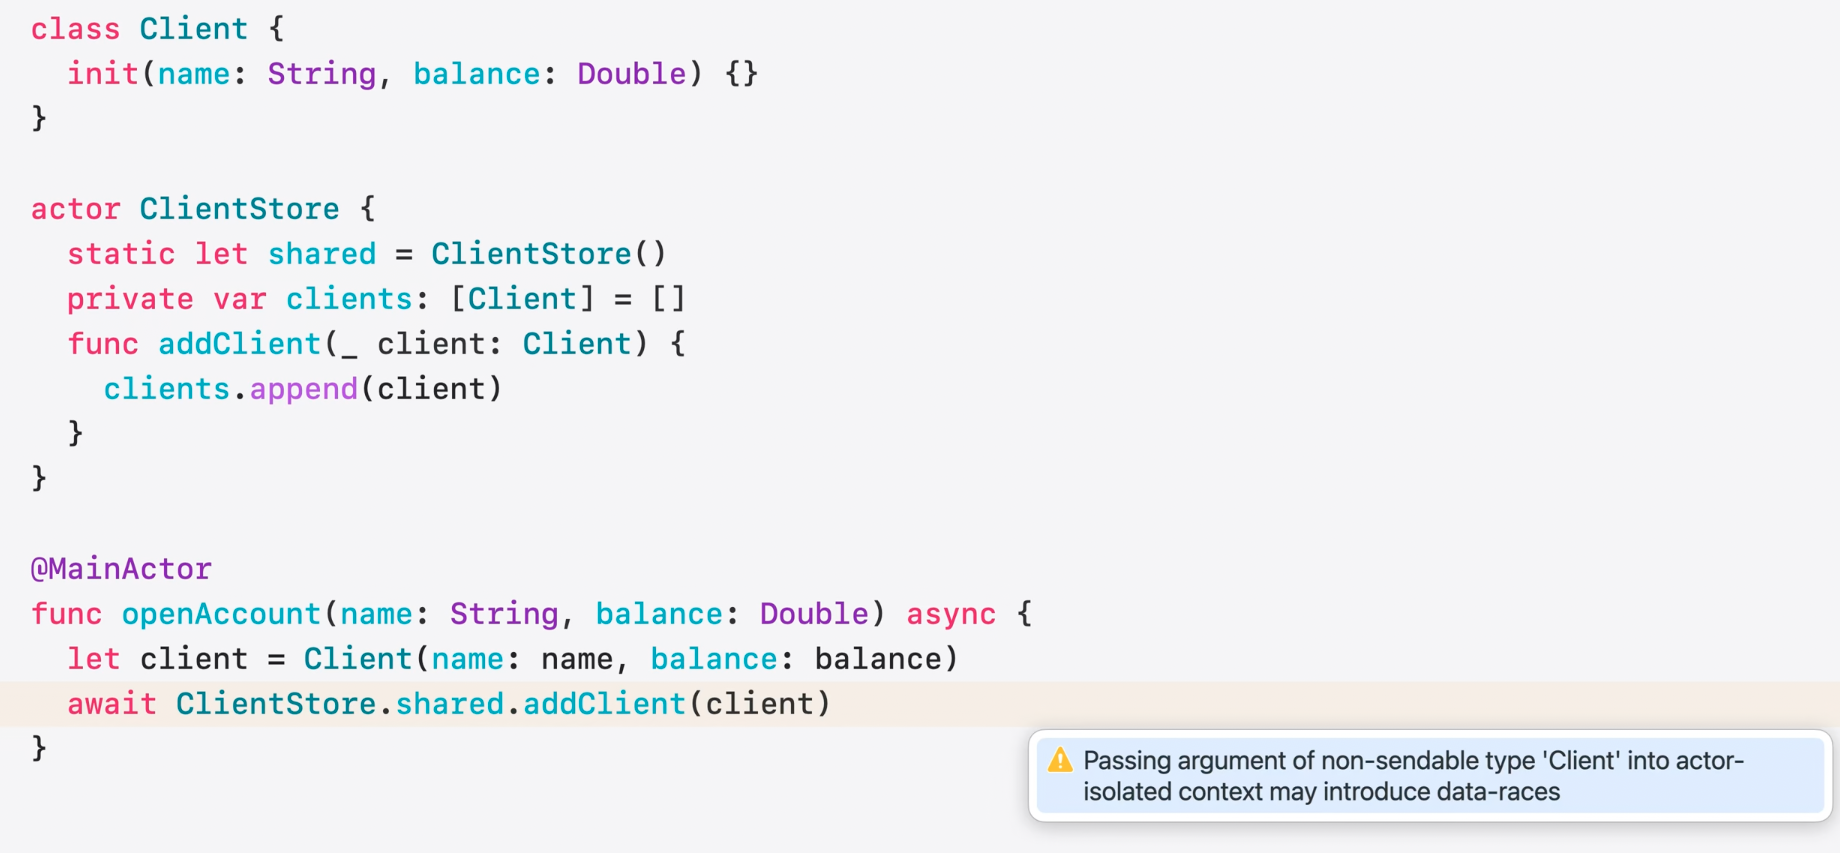 class Client {
  init(name: String, balance: Double) {}
}

actor ClientStore {
  static let shared = ClientStore()
  private var clients: [Client] = []
  func addClient(_ client: Client) {
    clients.append(client)
  }
}

@MainActor
func openAccount(name: String, balance: Double) async {
  let client = Client(name: name, balance: balance)
  await ClientStore.shared.addClient(client)
}
Passing argument of non-sendable type 'Client' into actor-
isolated context may introduce data-races